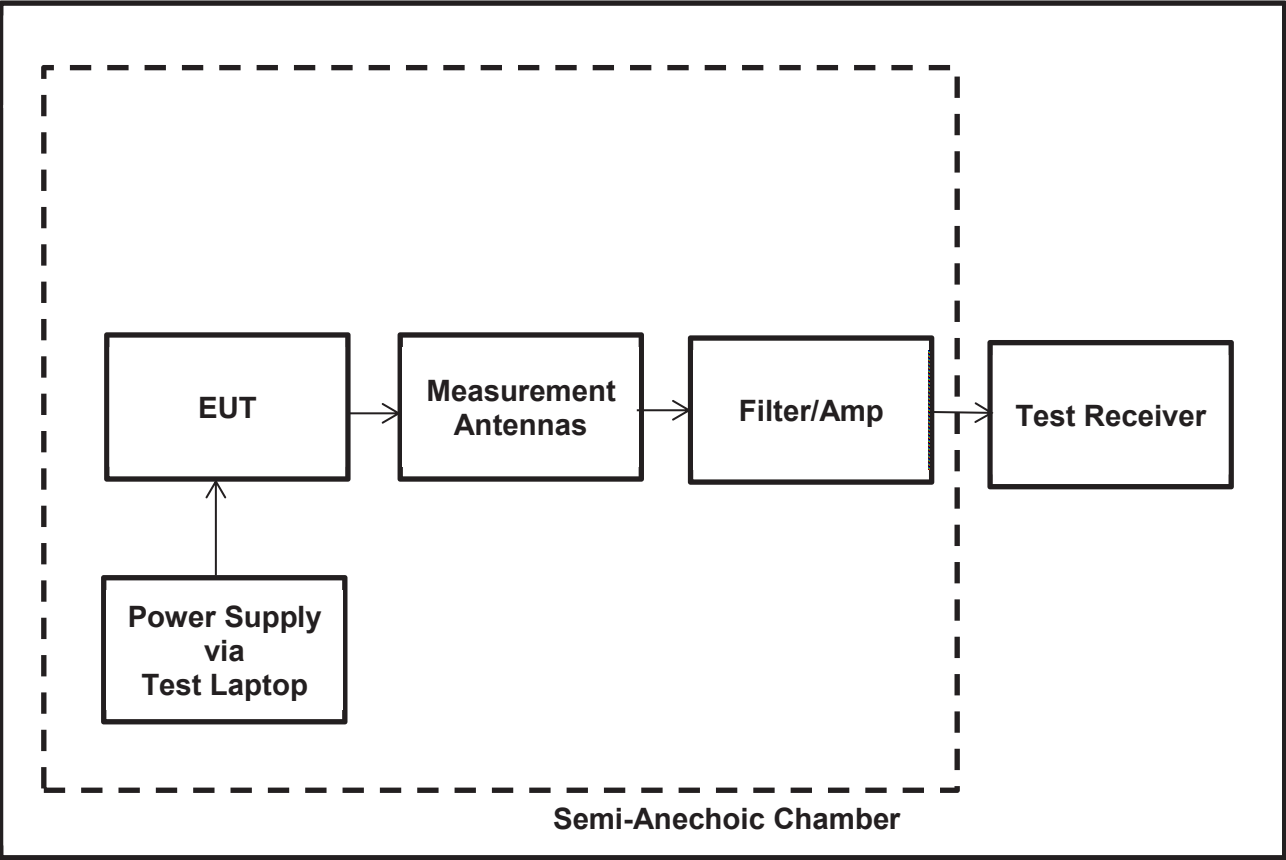 EUT
Measurement
Antennas
Filter/Amp
Test Receiver
Power Supply
via
Test Laptop
Semi-Anechoic Chamber